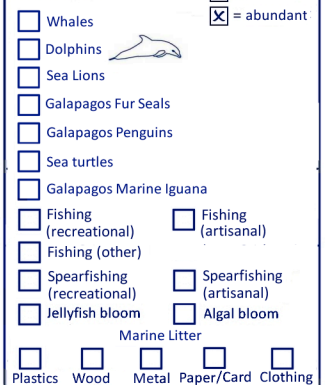 = abundant
Whales
Dolphins
Sea Lions
Galapagos Fur Seals
Galapagos Penguins
Sea turtles
Galapagos Marine Iguana
Fishing (recreational)
Fishing (artisanal)
Fishing (other)
Spearfishing (recreational)
Spearfishing (artisanal)
Jellyfish bloom
Algal bloom
Marine Litter
Plastics Wood Metal Paper/Card Clothing